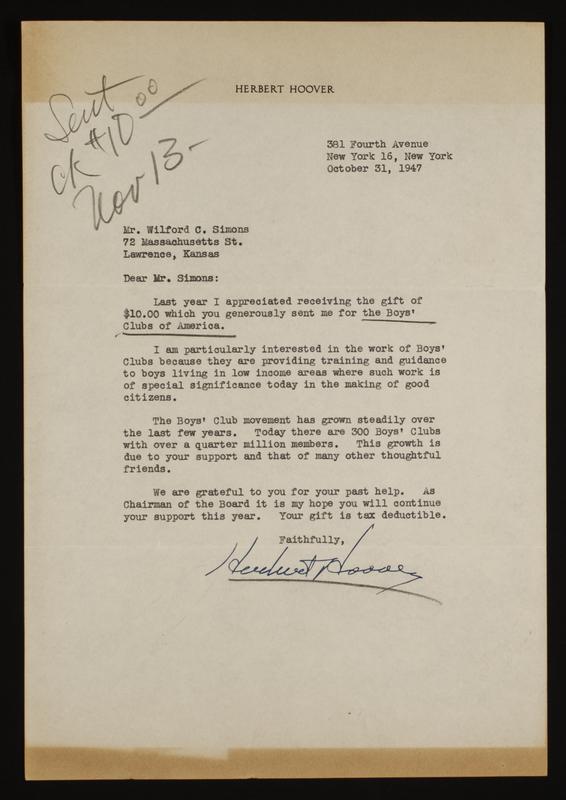 HERBERT HOOVER
Sent
ck #10 00
Nov 13-
381 Fourth Avenue
New York 16, New York
October 31, 1947
Mr. Wilford C. Simons
72 Massachusetts St.
Lawrence, Kansas
Dear Mr. Simons:
Last year I appreciated receiving the gift of
$10.00 which you generously sent me for the Boys'
Clubs of America.
I am particularly interested in the work of Boys'
Clubs because they are providing training and guidance
to boys living in low income areas where such work is
of special significance today in the making of good
citizens.
The Boys' Club movement has grown steadily over
the last few years. Today there are 300 Boys' Clubs
with over a quarter million members. This growth is
due to your support and that of many other thoughtful
friends.
We are grateful to you for your past help. As
Chairman of the Board it is my hope you will continue
your support this year. Your gift is tax deductible.
Faithfully,
Herbert Hoover